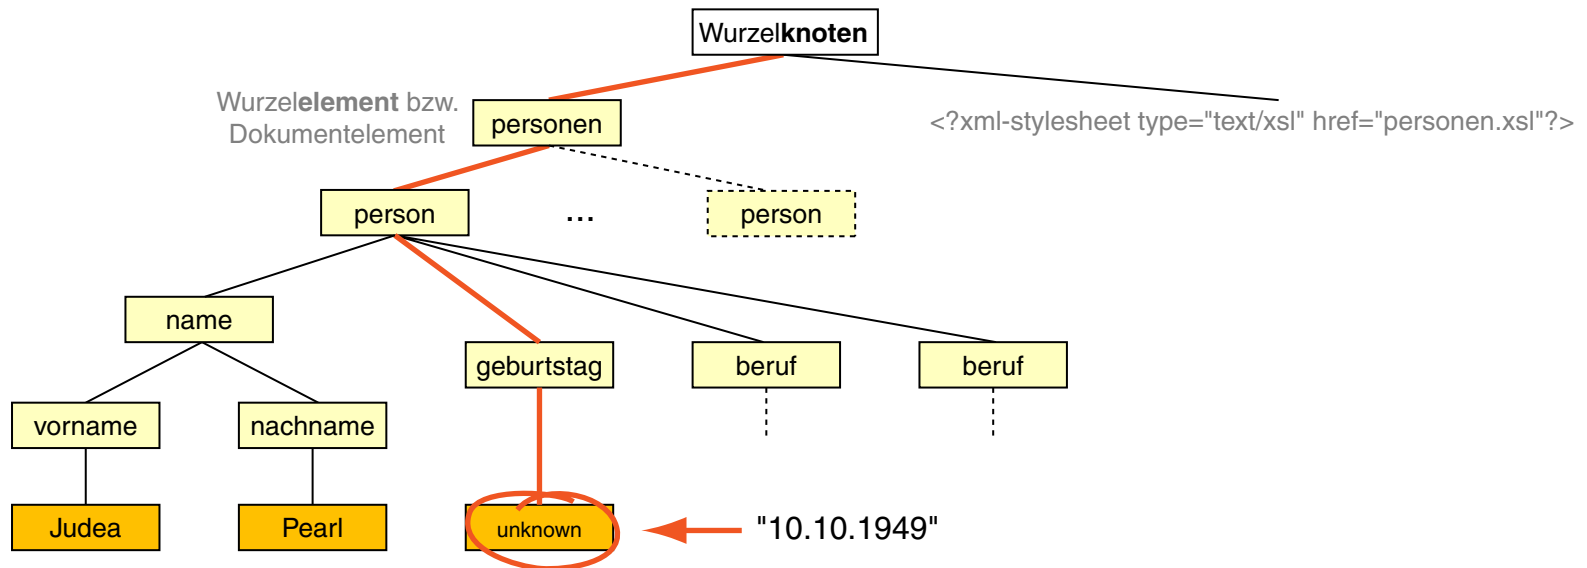 Wurzelknoten
Wurzelelement bzw.
Dokumentelement
personen
<?xml-stylesheet type="text/xsl" href="personen.xsl"?>
person
...
person
name
geburtstag
beruf
beruf
vorname
nachname
Judea
Pearl
unknown
"10.10.1949"